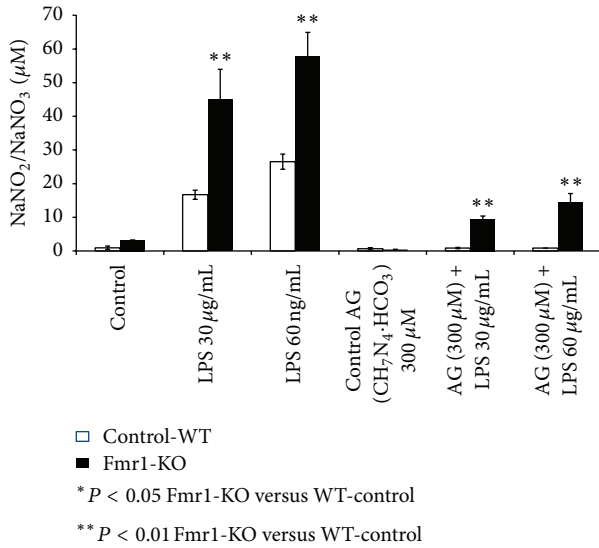 NaNO₂/NaNO₃ (μM)
70
60
50
40
30
20
10
0
**
**
**
**
Control
LPS 30 μg/mL
LPS 60 ng/mL
Control AG
(CH₇N₄·HCO₃)
300 μM
AG (300 μM) +
LPS 30 μg/mL
AG (300 μM) +
LPS 60 μg/mL
Control-WT
Fmr1-KO
*P < 0.05 Fmr1-KO versus WT-control
**P < 0.01 Fmr1-KO versus WT-control